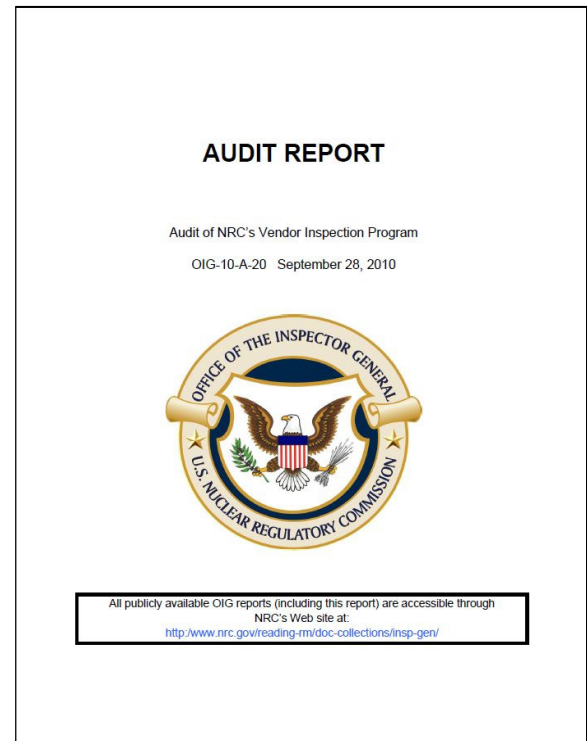 AUDIT REPORT
Audit of NRC's Vendor Inspection Program
OIG-10-A-20 September 28, 2010
OFFICE OF THE INSPECTOR GENERAL
U.S. NUCLEAR REGULATORY COMMISSION
All publicly available OIG reports (including this report) are accessible through
NRC's Web site at:
http:/www.nrc.gov/reading-rm/doc-collections/insp-gen/